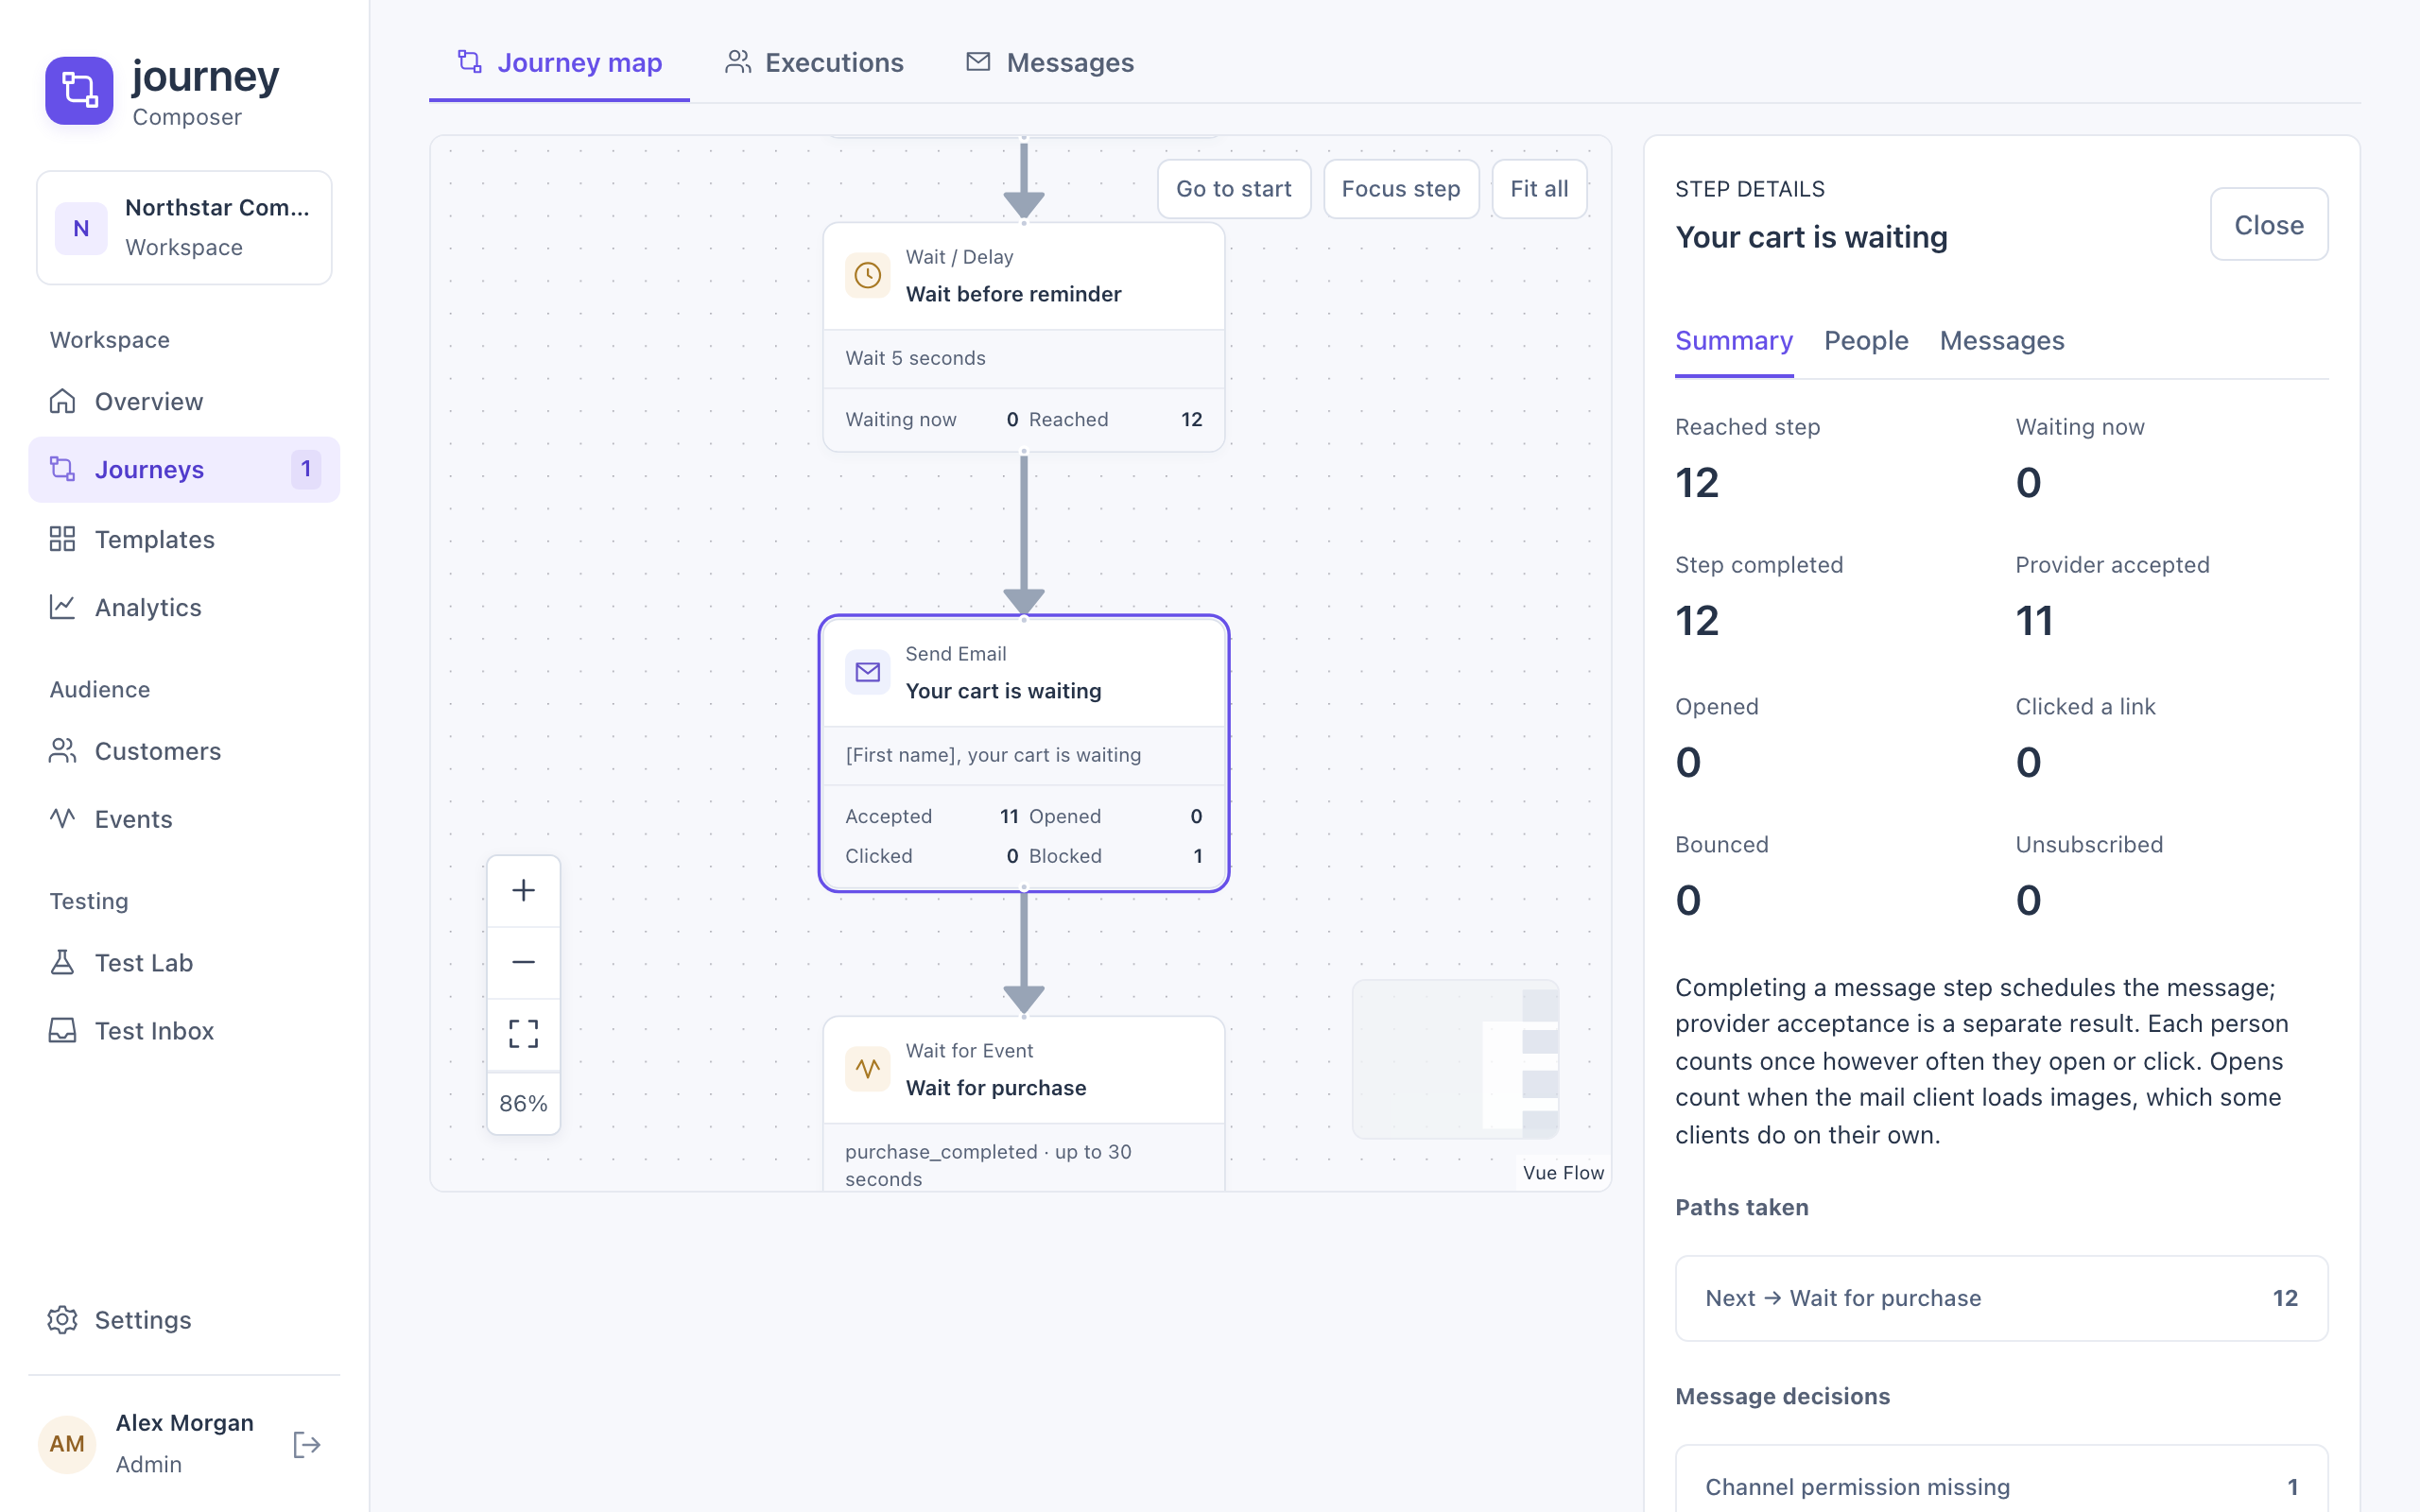 journey
Composer
N
Northstar Com...
Workspace
Workspace
Overview
Journeys
1
Templates
Analytics
Audience
Customers
Events
Testing
Test Lab
Test Inbox
Settings
AM
Alex Morgan
Admin
Journey map
Executions
Messages
Go to start
Focus step
Fit all
Wait / Delay
Wait before reminder
Wait 5 seconds
Waiting now 0 Reached 12
Send Email
Your cart is waiting
[First name], your cart is waiting
Accepted 11 Opened 0
Clicked 0 Blocked 1
Wait for Event
Wait for purchase
purchase_completed · up to 30
seconds
86%
Vue Flow
STEP DETAILS
Your cart is waiting
Close
Summary
People
Messages
Reached step
12
Waiting now
0
Step completed
12
Provider accepted
11
Opened
0
Clicked a link
0
Bounced
0
Unsubscribed
0
Completing a message step schedules the message;
provider acceptance is a separate result. Each person
counts once however often they open or click. Opens
count when the mail client loads images, which some
clients do on their own.
Paths taken
Next → Wait for purchase 12
Message decisions
Channel permission missing 1